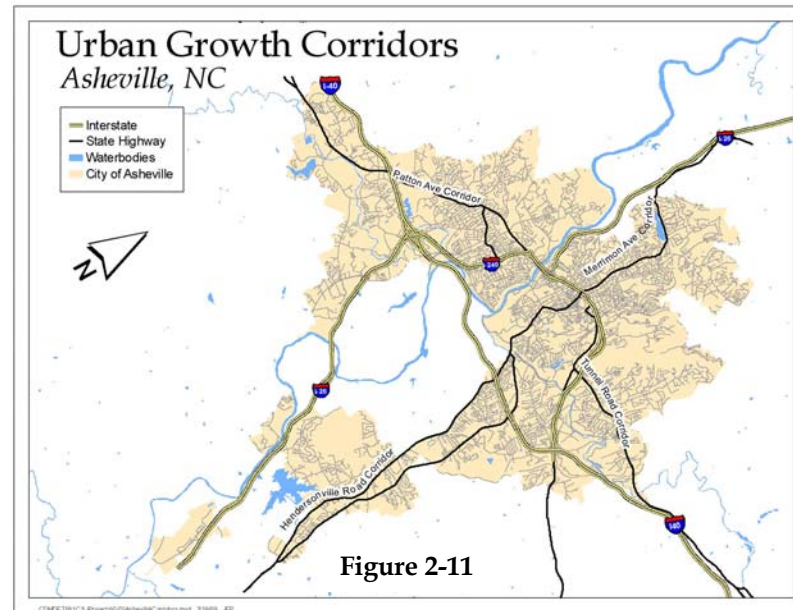 Urban Growth Corridors
Asheville, NC
Interstate
State Highway
Waterbodies
City of Asheville
N
I-40
Patton Ave Corridor
I-26
Merrimon Ave Corridor
I-240
Tunnel Road Corridor
I-26
Hendersonville Road Corridor
I-40
Figure 2-11